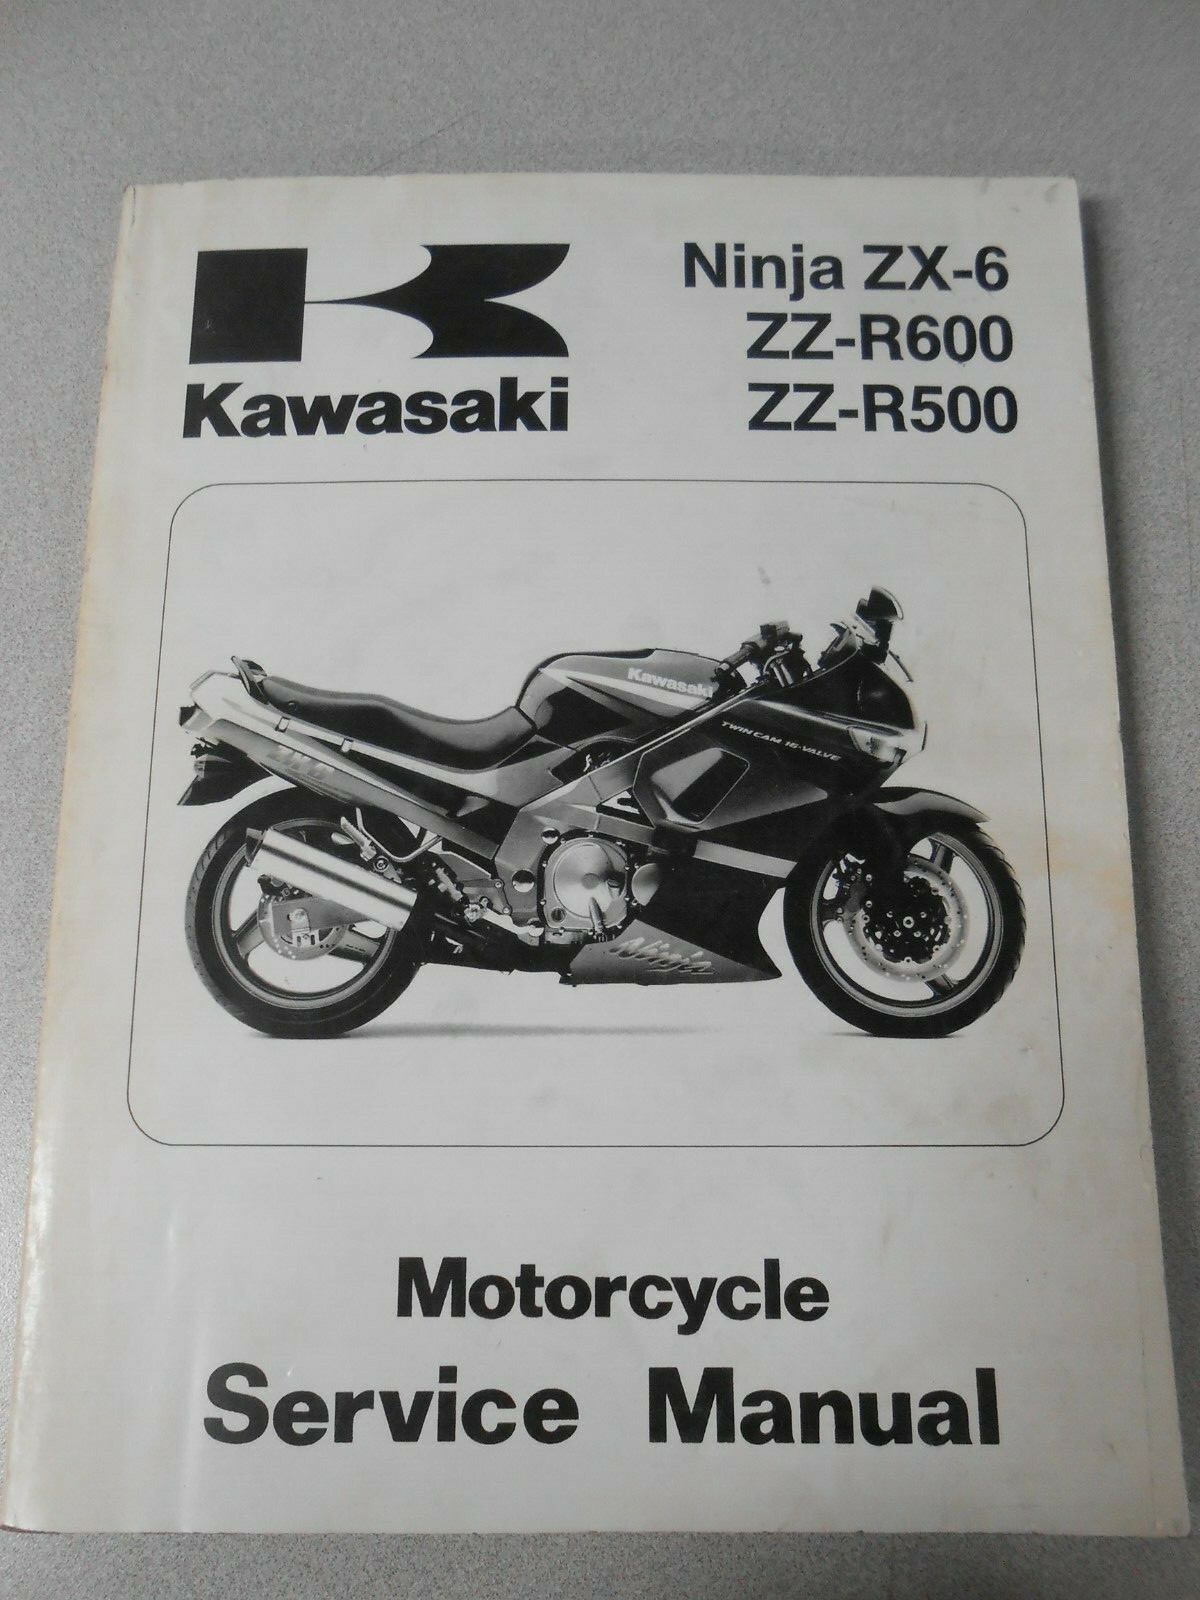 Ninja ZX-6
ZZ-R600
ZZ-R500
Kawasaki
Kawasaki
TWIN CAM 16-VALVE
Ninja
Motorcycle
Service Manual